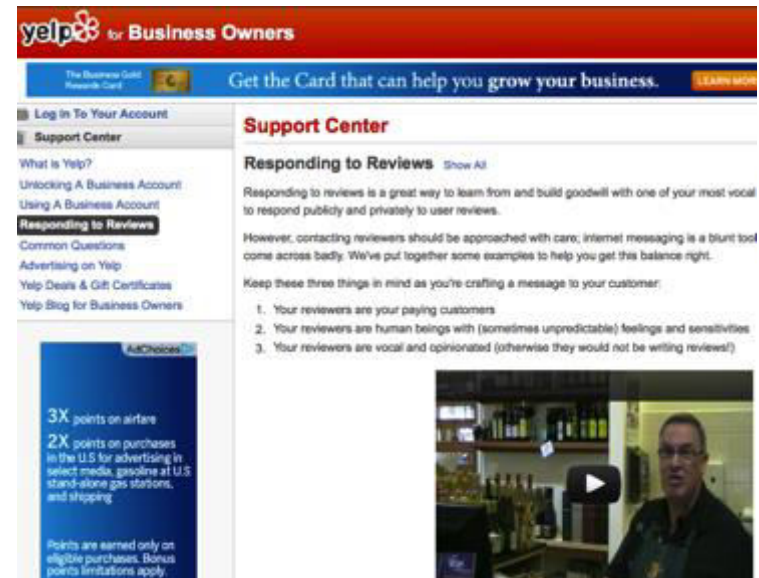 yelp for Business Owners
The Business Gold
Rewards Card
Get the Card that can help you grow your business.
LEARN MORE
Log In To Your Account
Support Center
What is Yelp?
Unlocking A Business Account
Using A Business Account
Responding to Reviews
Common Questions
Advertising on Yelp
Yelp Deals & Gift Certificates
Yelp Blog for Business Owners
AdChoices
3X points on airfare
2X points on purchases
in the U.S for advertising in
select media, gasoline at U.S
stand-alone gas stations,
and shipping
Points are earned only on
eligible purchases. Bonus
points limitations apply.
Support Center
Responding to Reviews Show All
Responding to reviews is a great way to learn from and build goodwill with one of your most vocal
to respond publicly and privately to user reviews.
However, contacting reviewers should be approached with care; internet messaging is a blunt tool
come across badly. We've put together some examples to help you get this balance right.
Keep these three things in mind as you're crafting a message to your customer:
1. Your reviewers are your paying customers
2. Your reviewers are human beings with (sometimes unpredictable) feelings and sensitivities
3. Your reviewers are vocal and opinionated (otherwise they would not be writing reviews!)